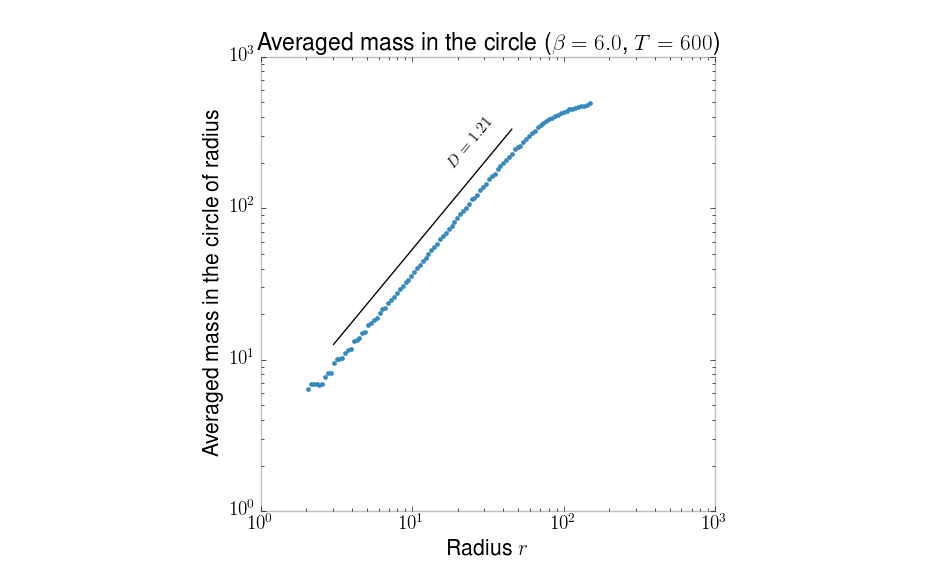 Averaged mass in the circle (β = 6.0, T = 600)
10³
10²
10¹
10⁰
Averaged mass in the circle of radius
D = 1.21
10⁰ 10¹ 10² 10³
Radius r